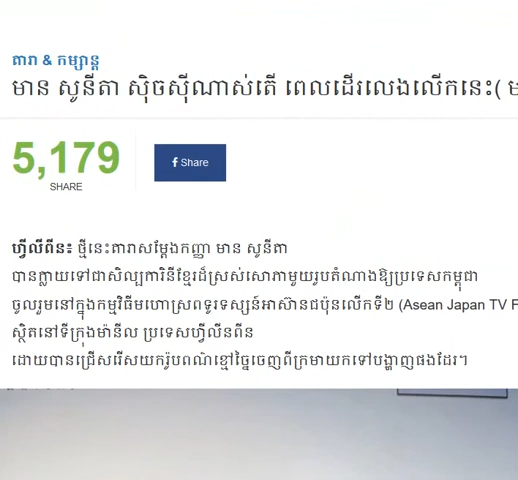 តារា & កម្សាន្ត
មាន សូនីតា ស៊ិចស៊ីណាស់តើ ពេលដើរលេងលើកនេះ(
5,179
SHARE
f Share
ហ្វីលីពីន៖ ថ្មីនេះតារាសម្ដែងកញ្ញា មាន សូនីតា
បានក្លាយទៅជាសិល្បការិនីខ្មែរដ៏ស្រស់សោភាមួយរូបតំណាងឱ្យប្រទេសកម្ពុជា
ចូលរួមនៅក្នុងកម្មវិធីមហោស្រពទូរទស្សន៍អាស៊ានជប៉ុនលើកទី២ (Asean Japan TV F
ស្ថិតនៅទីក្រុងម៉ានីល ប្រទេសហ្វីលីនពីន
ដោយបានជ្រើសរើសយករ៉ូបពណ៌ខ្មៅច្នៃចេញពីក្រមាយកទៅបង្ហាញផងដែរ។